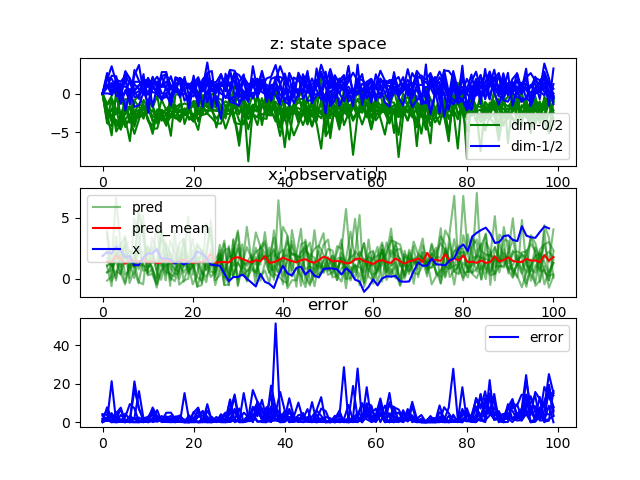 z: state space
0
−5
dim-0/2
dim-1/2
0 20 40 60 80 100
x: observation
5
0
pred
pred_mean
x
0 20 40 60 80 100
error
40
20
0
error
0 20 40 60 80 100